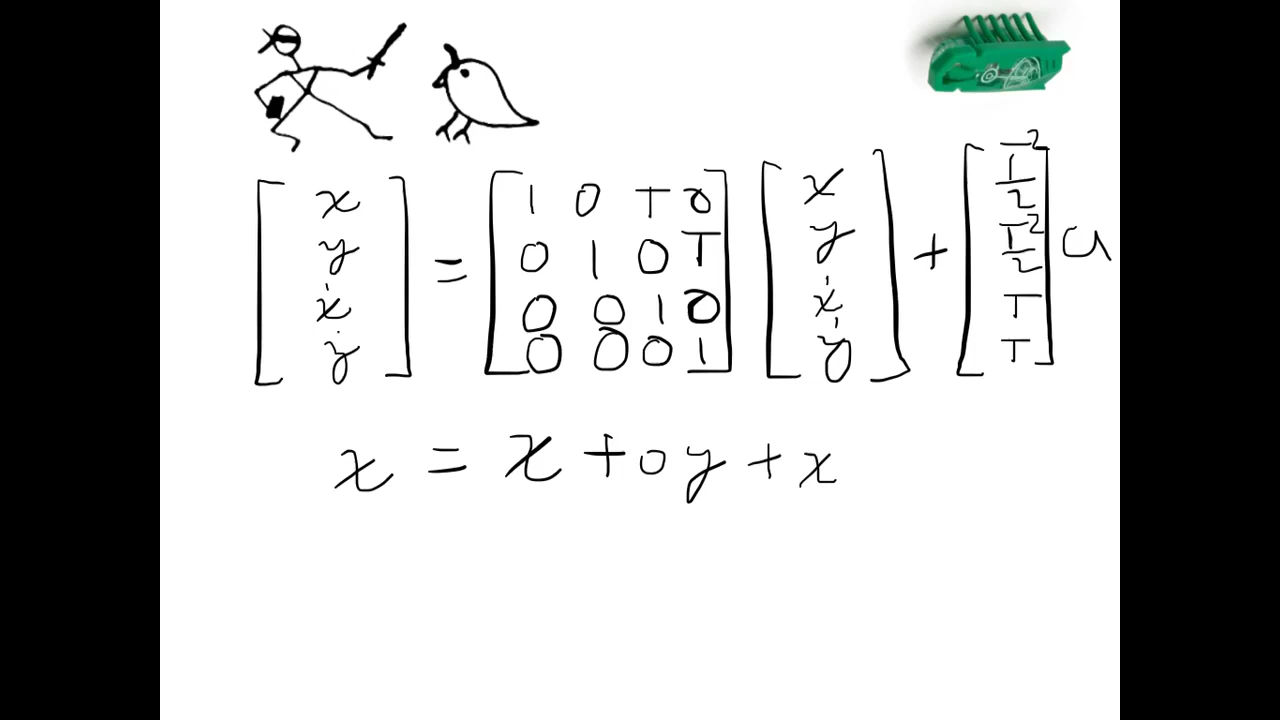 [x y ẋ ẏ] = [1 0 T 0; 0 1 0 T; 0 0 1 0; 0 0 0 1] [x y ẋ ẏ] + [T²/2 T²/2 T T] u
x = x + 0y + x